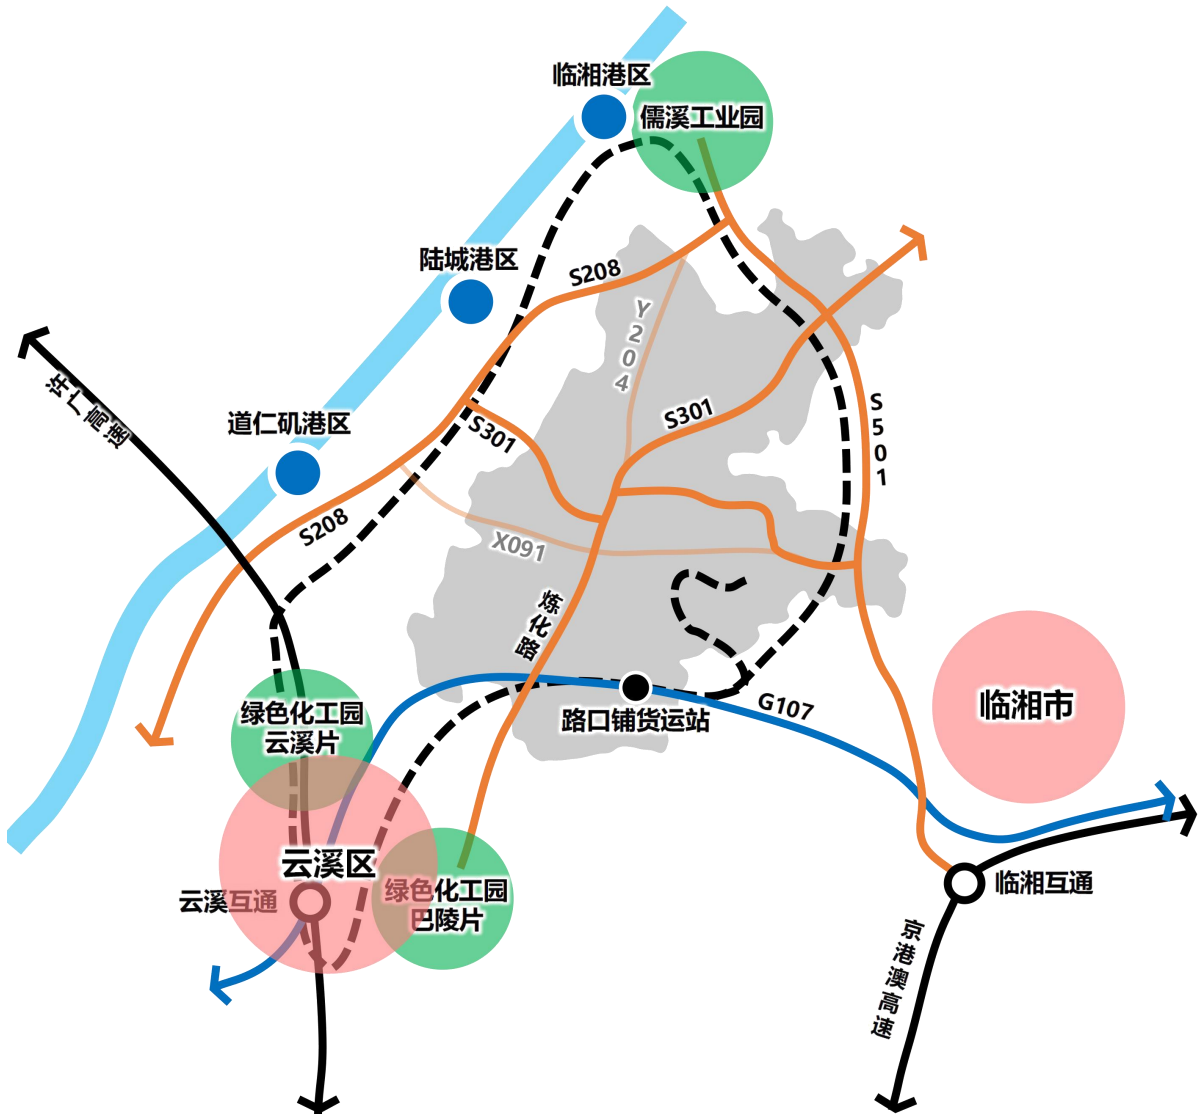 临湘港区
儒溪工业园
陆城港区
S208
Y204
许广高速
道仁矶港区
S301
S301
S501
S208
X091
炼化路
绿色化工园
云溪片
路口铺货运站
G107
临湘市
云溪区
云溪互通
绿色化工园
巴陵片
临湘互通
京港澳高速